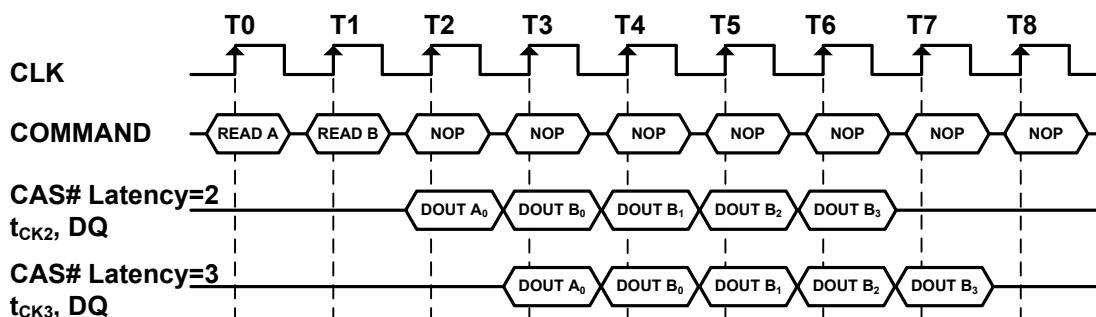 T0 T1 T2 T3 T4 T5 T6 T7 T8
CLK
COMMAND READ A READ B NOP NOP NOP NOP NOP NOP NOP
CAS# Latency=2
tCK2, DQ DOUT A0 DOUT B0 DOUT B1 DOUT B2 DOUT B3
CAS# Latency=3
tCK3, DQ DOUT A0 DOUT B0 DOUT B1 DOUT B2 DOUT B3